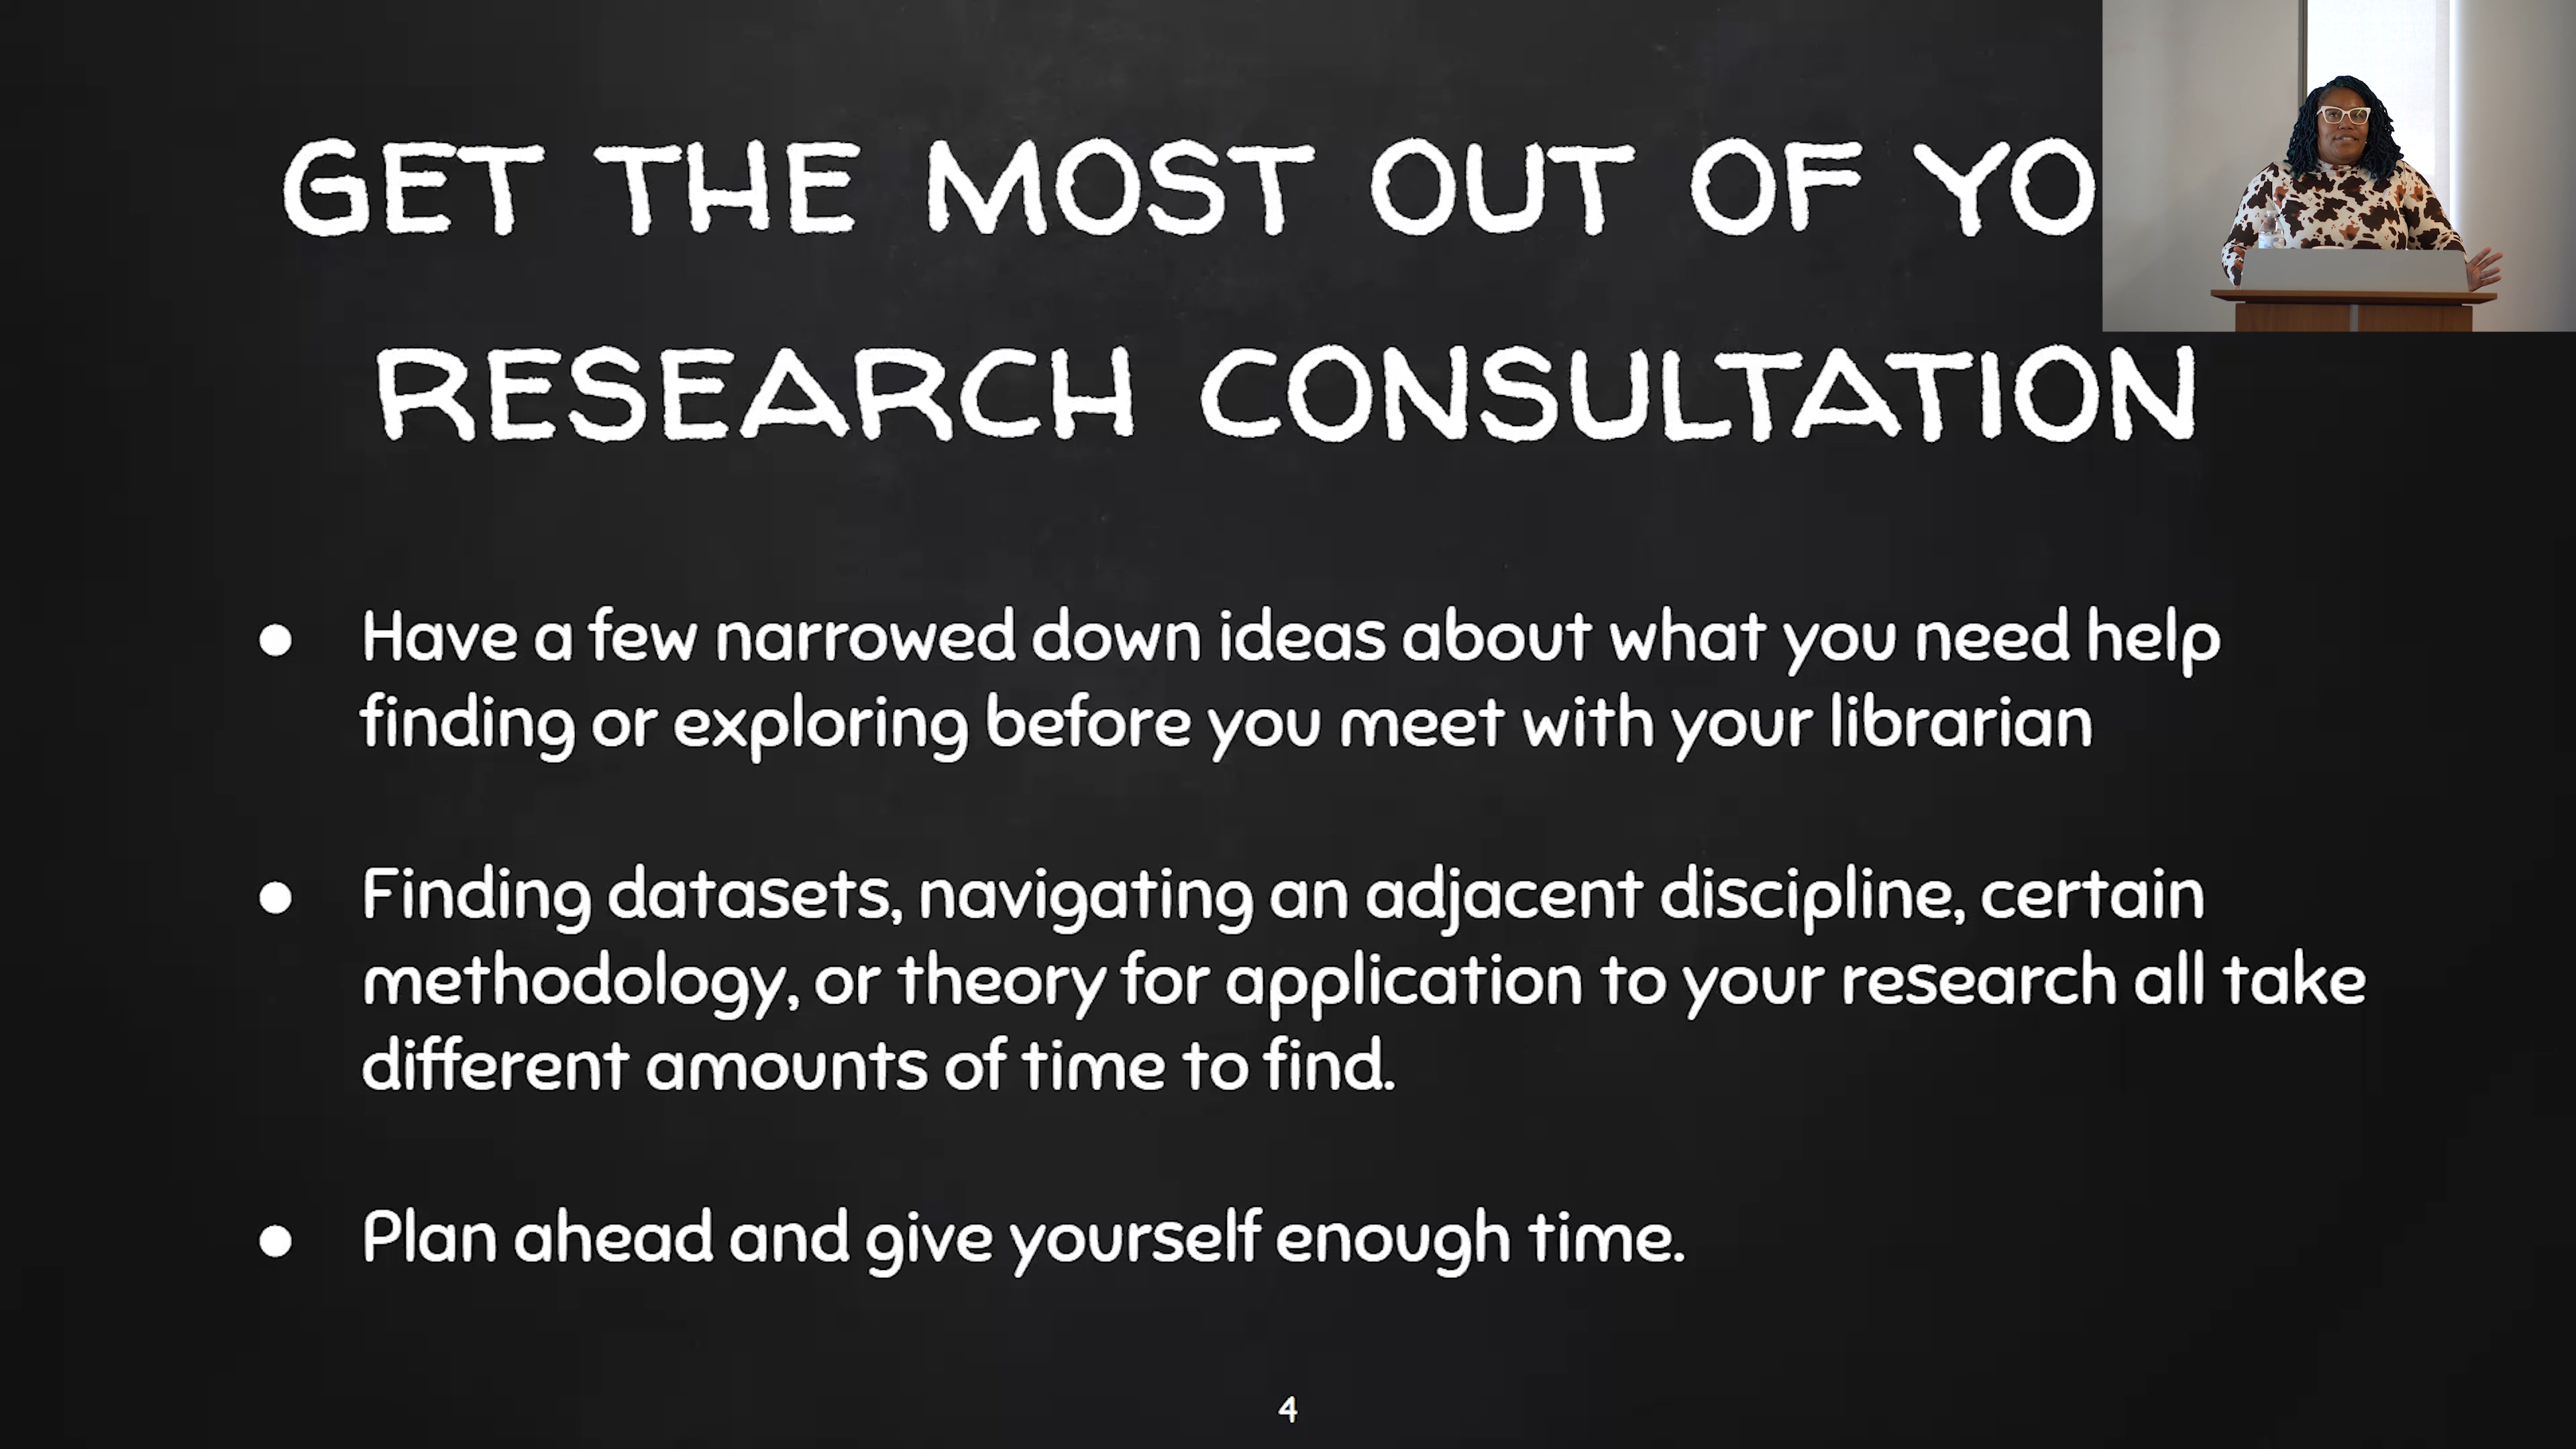 GET THE MOST OUT OF YO
RESEARCH CONSULTATION
● Have a few narrowed down ideas about what you need help
finding or exploring before you meet with your librarian
● Finding datasets, navigating an adjacent discipline, certain
methodology, or theory for application to your research all take
different amounts of time to find.
● Plan ahead and give yourself enough time.
4